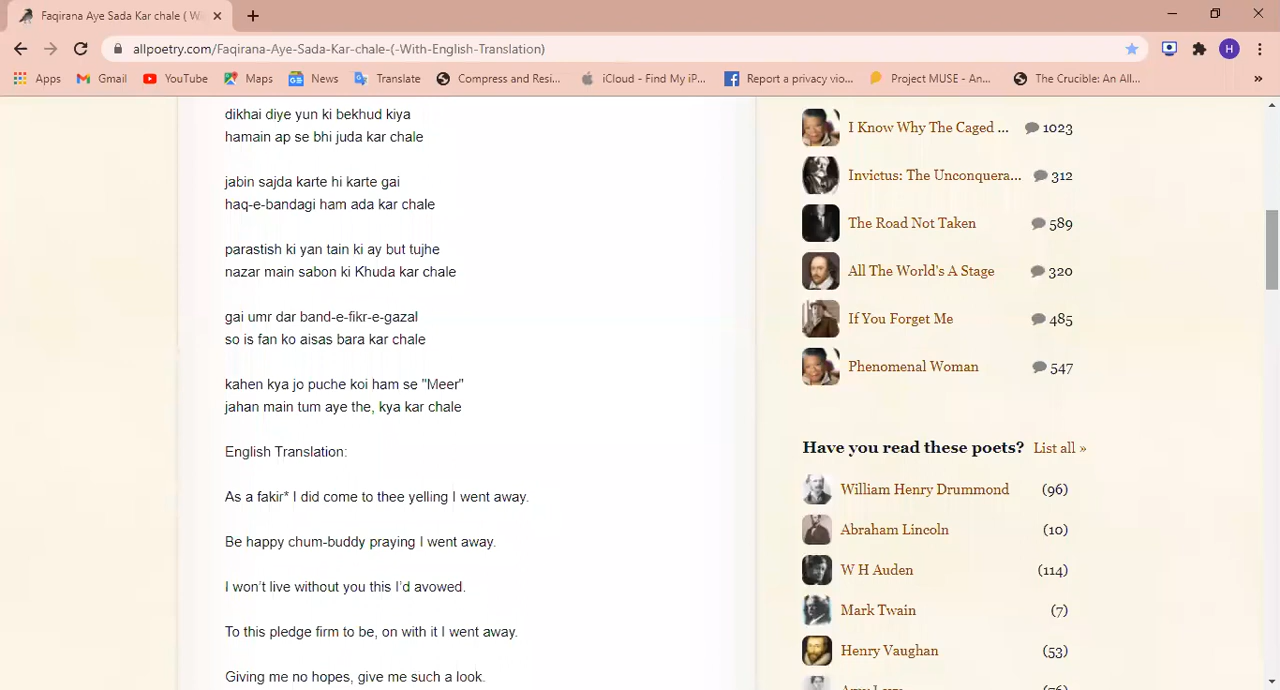 Faqirana Aye Sada Kar chale ( Wi
allpoetry.com/Faqirana-Aye-Sada-Kar-chale-(-With-English-Translation)
H
Apps Gmail YouTube Maps News Translate Compress and Resi... iCloud - Find My iP... Report a privacy vio... Project MUSE - An... The Crucible: An All... »
dikhai diye yun ki bekhud kiya
hamain ap se bhi juda kar chale
jabin sajda karte hi karte gai
haq-e-bandagi ham ada kar chale
parastish ki yan tain ki ay but tujhe
nazar main sabon ki Khuda kar chale
gai umr dar band-e-fikr-e-gazal
so is fan ko aisas bara kar chale
kahen kya jo puche koi ham se "Meer"
jahan main tum aye the, kya kar chale
English Translation:
As a fakir* I did come to thee yelling I went away.
Be happy chum-buddy praying I went away.
I won’t live without you this I’d avowed.
To this pledge firm to be, on with it I went away.
Giving me no hopes, give me such a look.
I Know Why The Caged ... 1023
Invictus: The Unconquera... 312
The Road Not Taken 589
All The World's A Stage 320
If You Forget Me 485
Phenomenal Woman 547
Have you read these poets? List all »
William Henry Drummond (96)
Abraham Lincoln (10)
W H Auden (114)
Mark Twain (7)
Henry Vaughan (53)